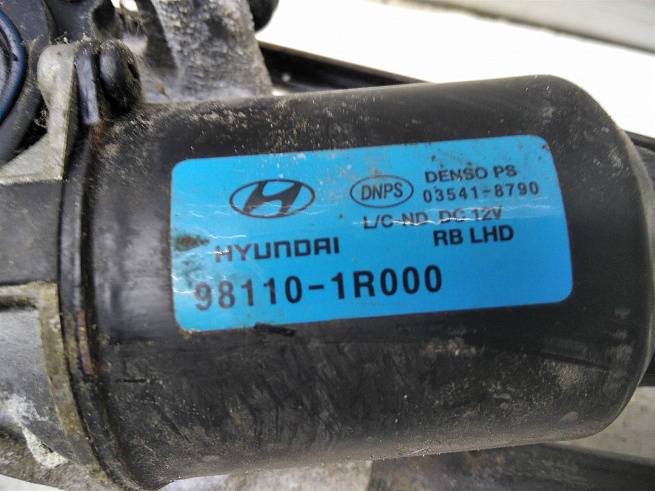 DNPS DENSO PS
03541-8790
L/C-ND DC 12V
HYUNDAI RB LHD
98110-1R000